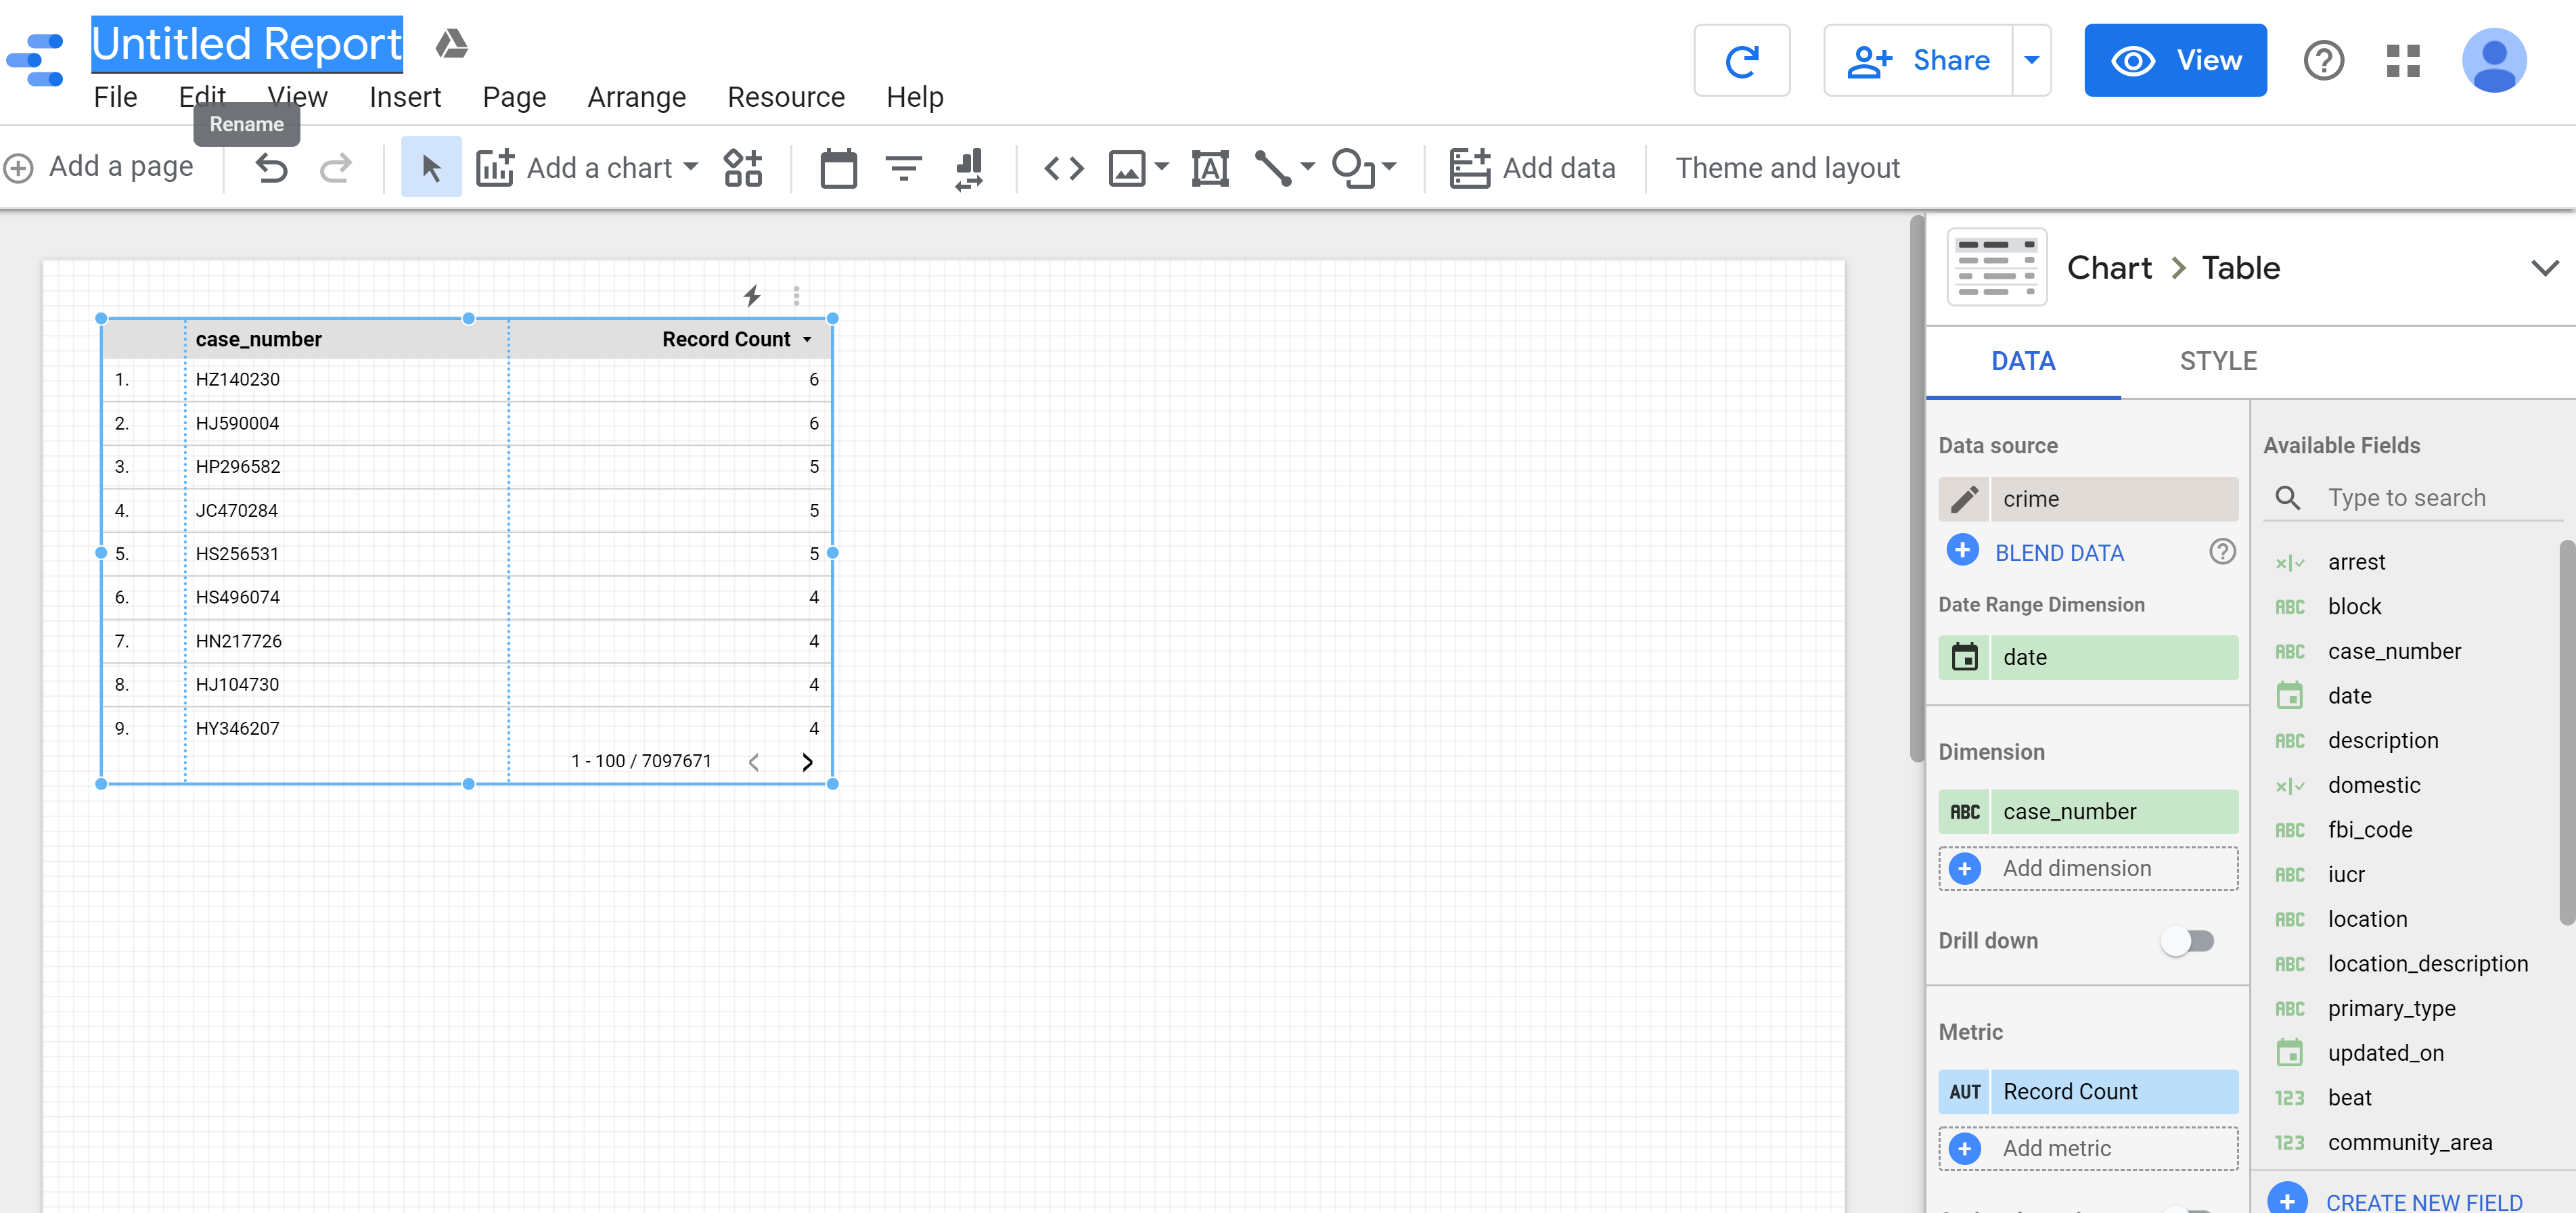 Untitled Report
File Edit View Insert Page Arrange Resource Help
Rename
Share
View
Add a page
Add a chart
A
Add data
Theme and layout
case_number Record Count
1. HZ140230 6
2. HJ590004 6
3. HP296582 5
4. JC470284 5
5. HS256531 5
6. HS496074 4
7. HN217726 4
8. HJ104730 4
9. HY346207 4
1 - 100 / 7097671
Chart > Table
DATA STYLE
Data source
crime
BLEND DATA
Date Range Dimension
date
Dimension
ABC case_number
Add dimension
Drill down
Metric
AUT Record Count
Add metric
Available Fields
Type to search
arrest
ABC block
ABC case_number
date
ABC description
domestic
ABC fbi_code
ABC iucr
ABC location
ABC location_description
ABC primary_type
updated_on
123 beat
123 community_area
CREATE NEW FIELD